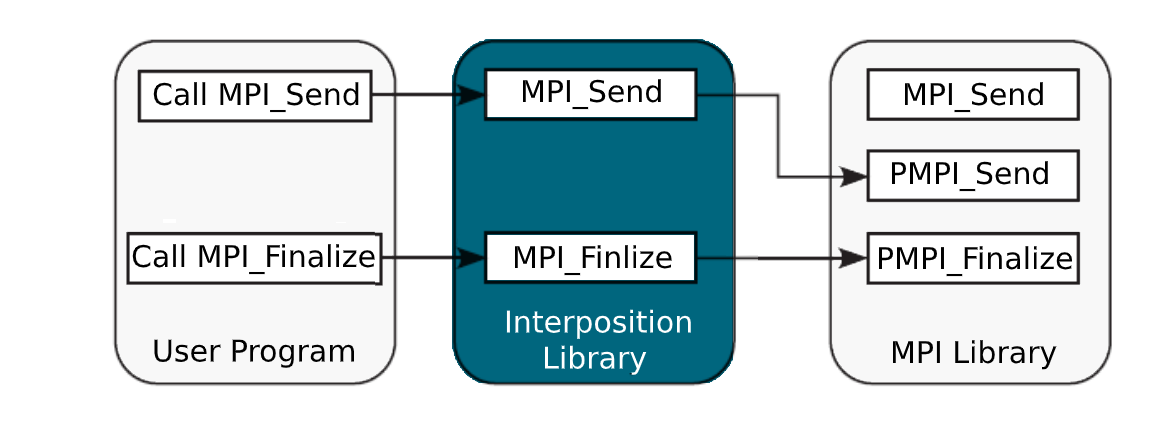 Call MPI_Send
MPI_Send
MPI_Send
PMPI_Send
Call MPI_Finalize
MPI_Finlize
PMPI_Finalize
User Program
Interposition
Library
MPI Library